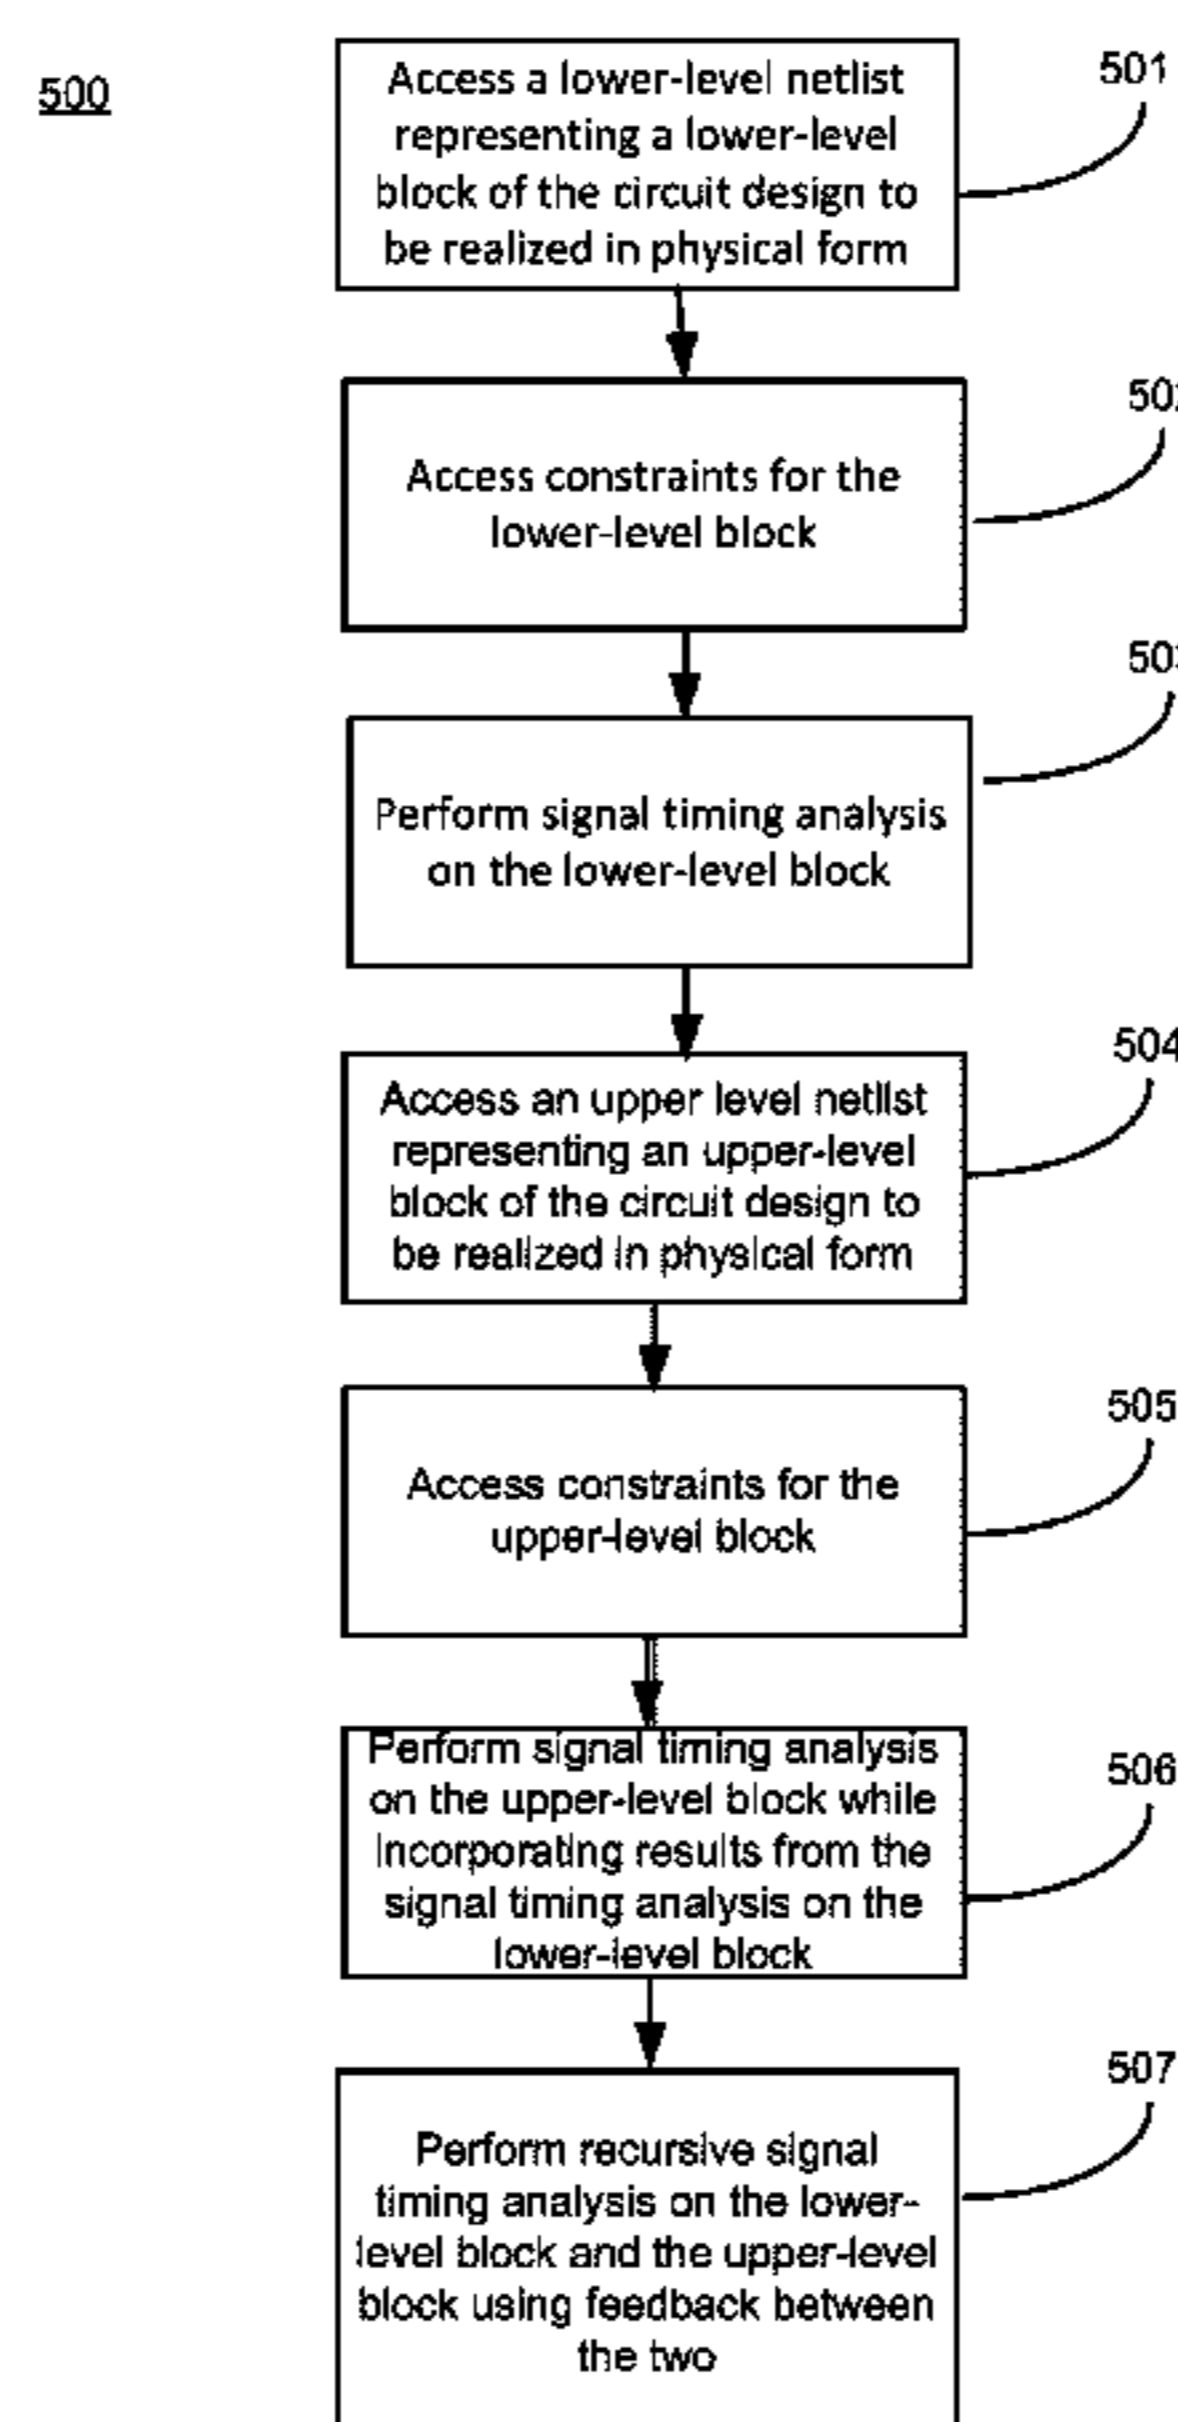 500
501
Access a lower-level netlist
representing a lower-level
block of the circuit design to
be realized in physical form
502
Access constraints for the
lower-level block
503
Perform signal timing analysis
on the lower-level block
504
Access an upper level netlist
representing an upper-level
block of the circuit design to
be realized in physical form
505
Access constraints for the
upper-level block
506
Perform signal timing analysis
on the upper-level block while
incorporating results from the
signal timing analysis on the
lower-level block
507
Perform recursive signal
timing analysis on the lower-
level block and the upper-level
block using feedback between
the two